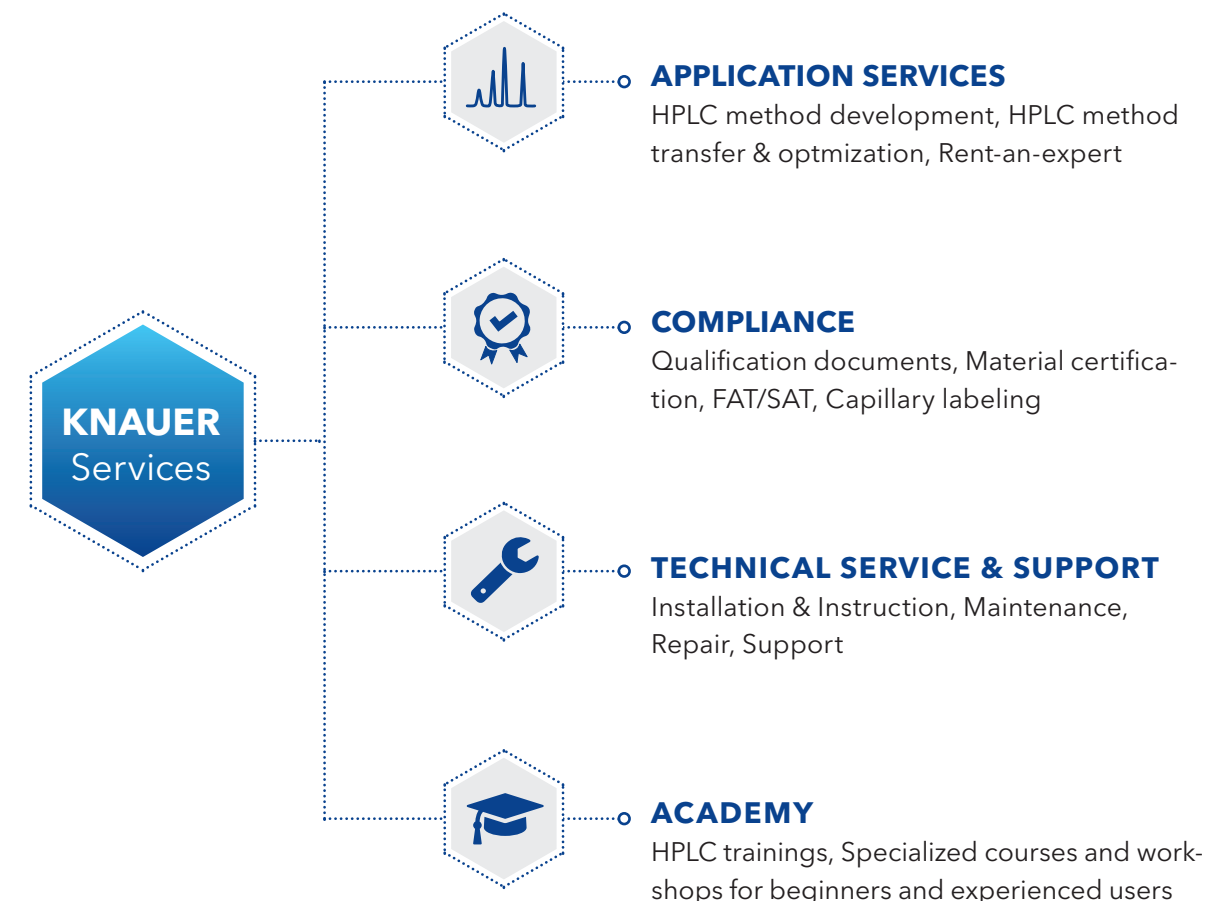 KNAUER
Services
APPLICATION SERVICES
HPLC method development, HPLC method
transfer & optmization, Rent-an-expert
COMPLIANCE
Qualification documents, Material certifica-
tion, FAT/SAT, Capillary labeling
TECHNICAL SERVICE & SUPPORT
Installation & Instruction, Maintenance,
Repair, Support
ACADEMY
HPLC trainings, Specialized courses and work-
shops for beginners and experienced users